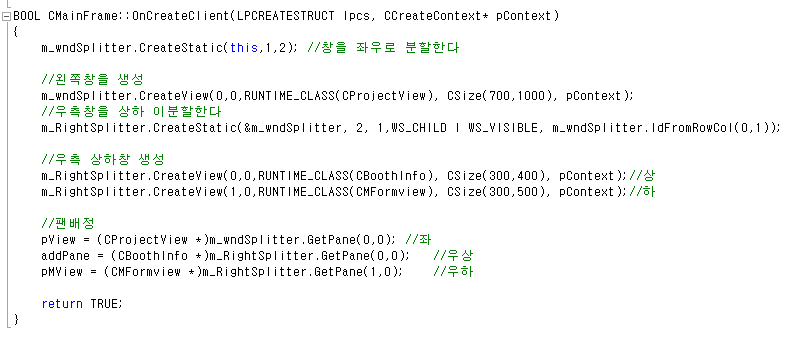 BOOL CMainFrame::OnCreateClient(LPCREATESTRUCT lpcs, CCreateContext* pContext)
{
m_wndSplitter.CreateStatic(this,1,2); //창을 좌우로 분할한다
//왼쪽창을 생성
m_wndSplitter.CreateView(0,0,RUNTIME_CLASS(CProjectView), CSize(700,1000), pContext);
//우측창을 상하 이분할한다
m_RightSplitter.CreateStatic(&m_wndSplitter, 2, 1,WS_CHILD | WS_VISIBLE, m_wndSplitter.IdFromRowCol(0,1));
//우측 상하창 생성
m_RightSplitter.CreateView(0,0,RUNTIME_CLASS(CBoothInfo), CSize(300,400), pContext);//상
m_RightSplitter.CreateView(1,0,RUNTIME_CLASS(CMFormview), CSize(300,500), pContext);//하
//팬배정
pView = (CProjectView *)m_wndSplitter.GetPane(0,0); //좌
addPane = (CBoothInfo *)m_RightSplitter.GetPane(0,0); //우상
pMView = (CMFormview *)m_RightSplitter.GetPane(1,0); //우하
return TRUE;
}